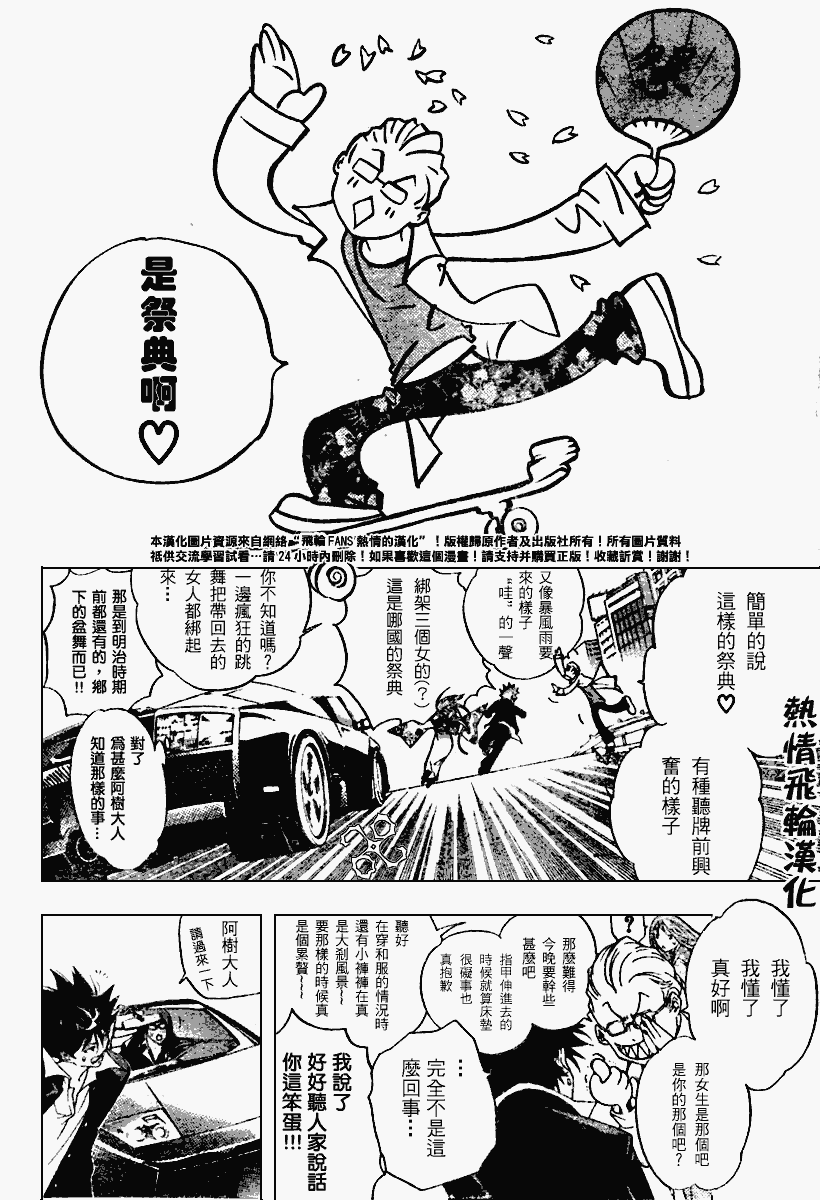 祭
是祭典啊♡
本漢化圖片資源來自網絡“飛輪FANS熱情的漢化”！版權歸原作者及出版社所有！所有圖片資料
祗供交流學習試看…請24小時內刪除！如果喜歡這個漫畫！請支持并購買正版！收藏訢賞！謝謝！
簡單的說
這樣的祭典♡
有種聽牌前興
奮的樣子
又像暴風雨要
來的樣子
“哇”的一聲
綁架三個女的(？)
這是哪國的祭典
你不知道嗎？
一邊瘋狂的跳
舞把帶回去的
女人都綁起
來…
那是到明治時期
前都還有的，鄉
下的盆舞而已!!
對了
為甚麼阿樹大人
知道那樣的事…
熱情飛輪漢化
我懂了
我懂了
真好啊
那女生是那個吧
是你的那個吧？
？
那麼難得
今晚要幹些
甚麼吧
指甲伸進去的
時候就算床墊
很礙事也
真抱歉
…
完全不是這
麼回事…
聽好
在穿和服的情況時
還有小褲褲在真
是大剎風景~
要那樣的時候真
是個累贅~~
我說了
好好聽人家說話
你這笨蛋!!!
阿樹大人
請過來一下